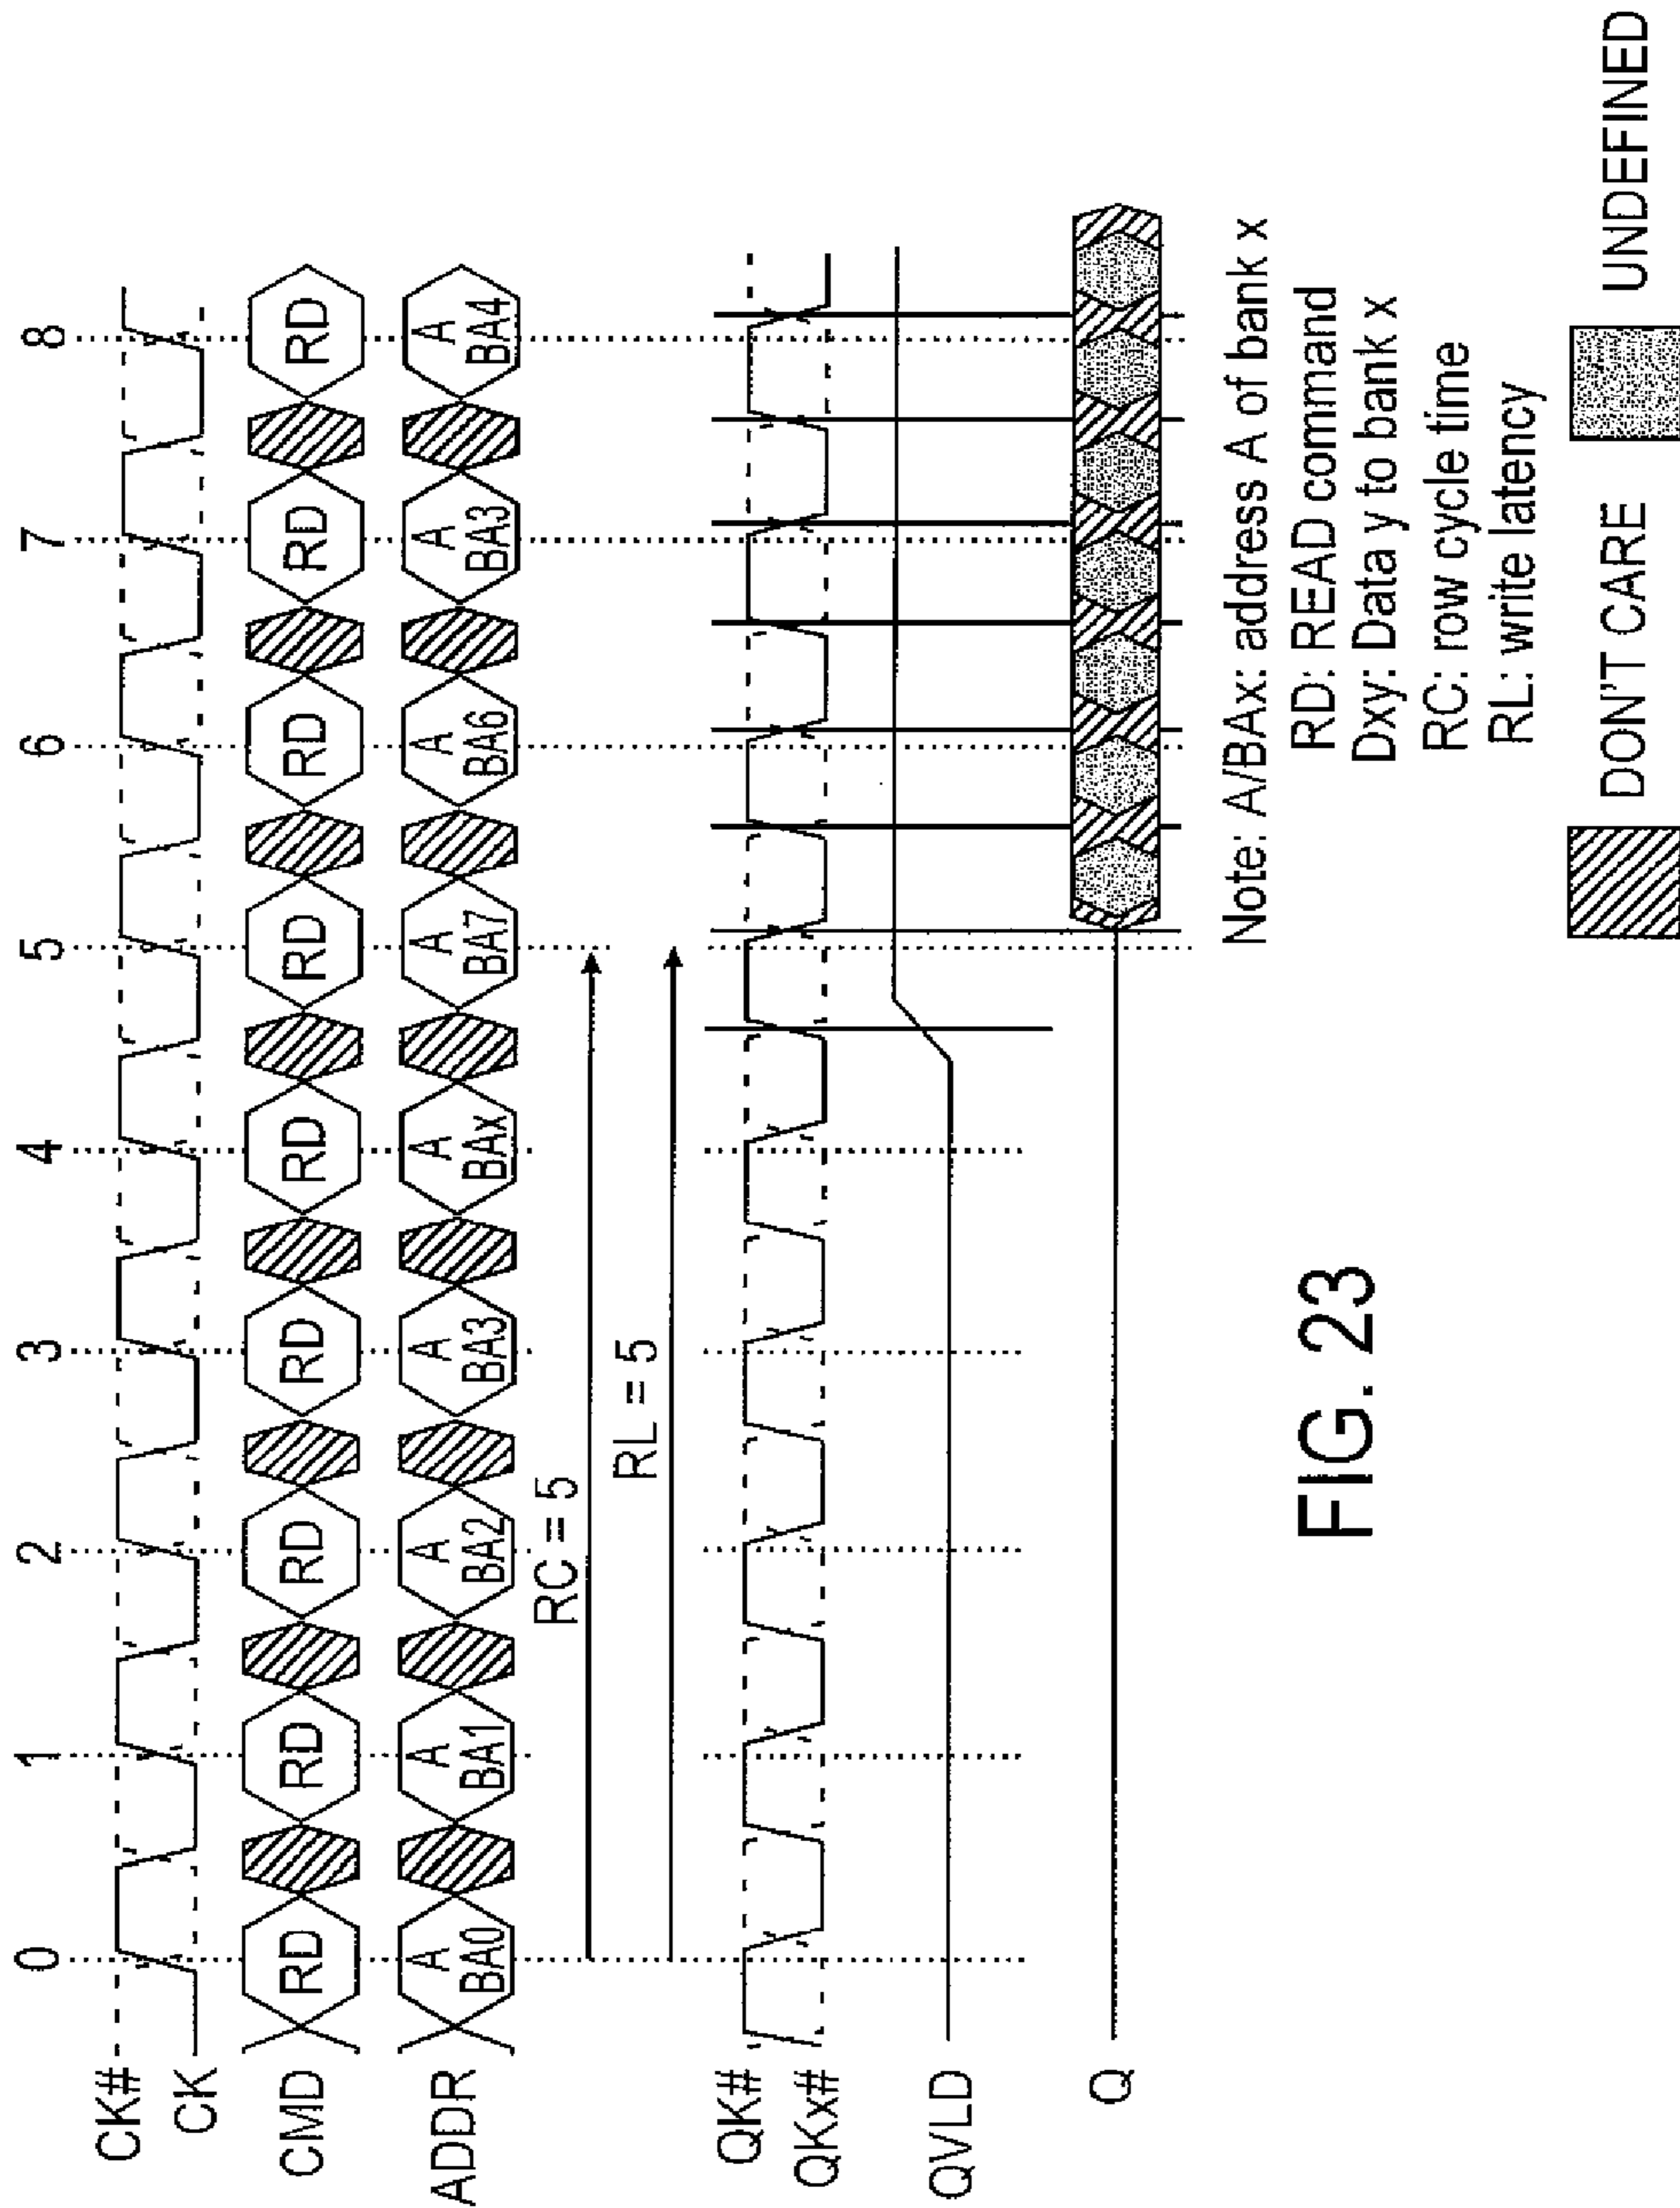 0 1 2 3 4 5 6 7 8
CK#
CK
CMD RD RD RD RD RD RD RD RD RD
ADDR A A A A A A A A A
BA0 BA1 BA2 BA3 BAx BA7 BA6 BA3 BA4
RC = 5
RL = 5
QK#
QKx#
QVLD
Q
Note: A/BAx: address A of bank x
RD: READ command
Dxy: Data y to bank x
RC: row cycle time
RL: write latency
DON'T CARE UNDEFINED
FIG. 23